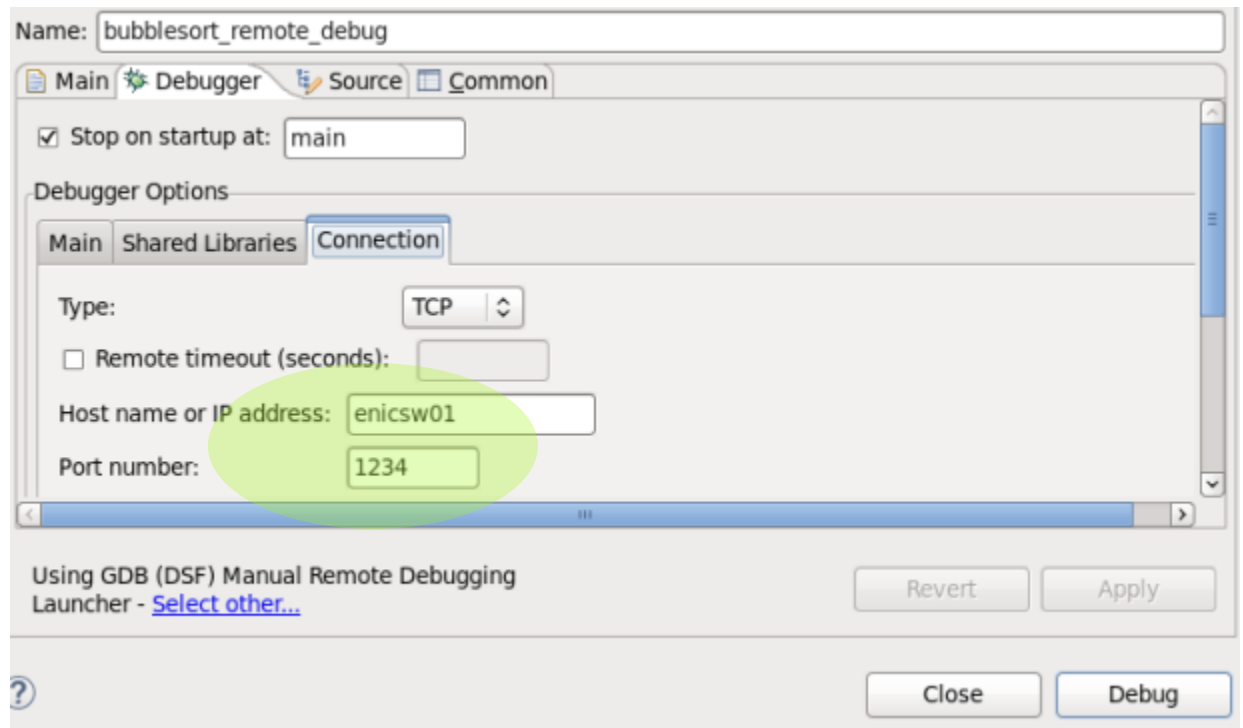 Name: bubblesort_remote_debug
Main Debugger Source Common
Stop on startup at: main
Debugger Options
Main Shared Libraries Connection
Type: TCP
Remote timeout (seconds):
Host name or IP address: enicsw01
Port number: 1234
Using GDB (DSF) Manual Remote Debugging
Launcher - Select other...
Revert Apply
? Close Debug